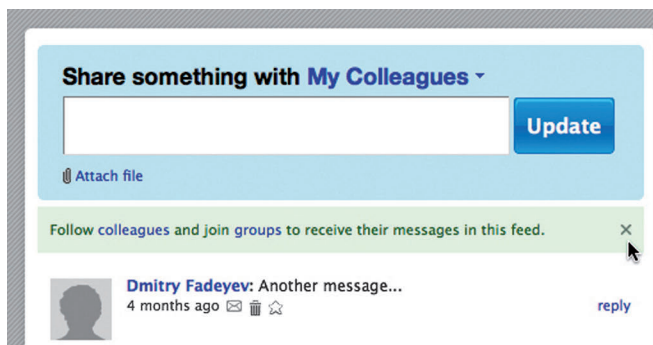 Share something with My Colleagues
Update
Attach file
Follow colleagues and join groups to receive their messages in this feed.
Dmitry Fadeyev: Another message...
4 months ago
reply